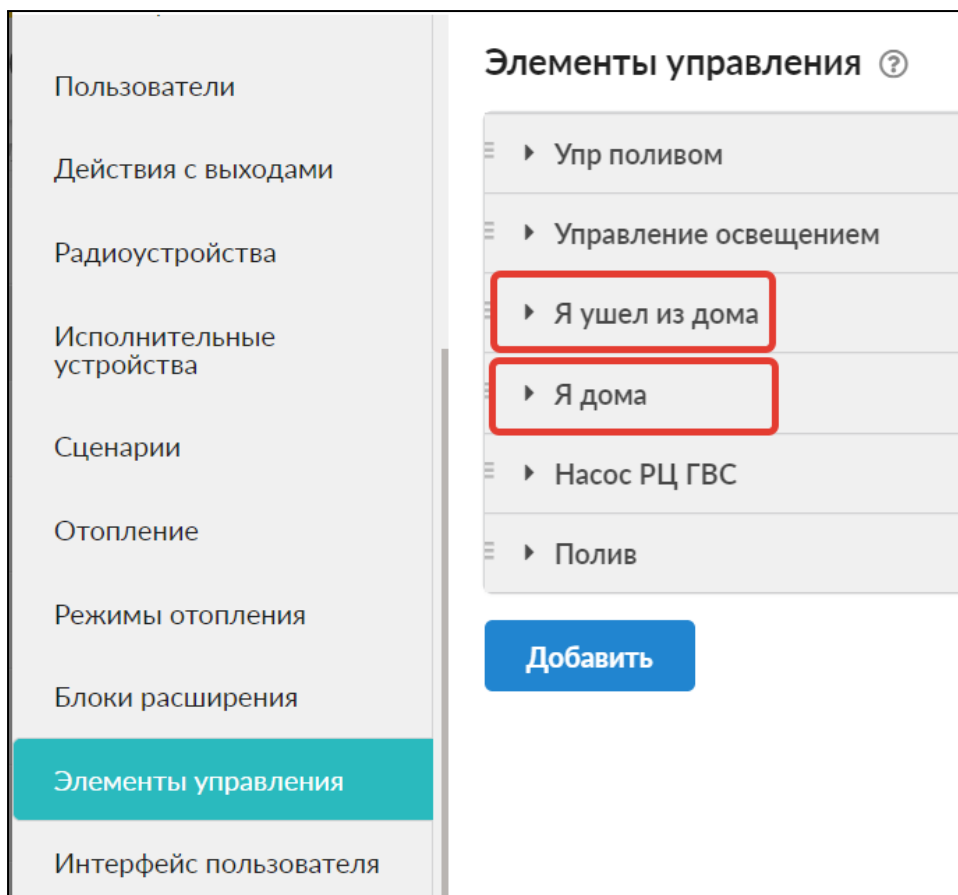 Пользователи
Действия с выходами
Радиоустройства
Исполнительные
устройства
Сценарии
Отопление
Режимы отопления
Блоки расширения
Элементы управления
Интерфейс пользователя
Элементы управления ?
Упр поливом
Управление освещением
Я ушел из дома
Я дома
Насос РЦ ГВС
Полив
Добавить